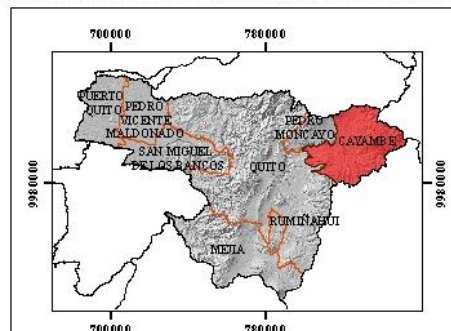 700000 780000
PUERTO
QUITO
PEDRO
VICENTE
MALDONADO
SAN MIGUEL
DE LOS BANCOS
PEDRO
MONCAYO
CAYAMBE
QUITO
RUMIÑAHUI
MEJIA
9980000
9980000
700000 780000